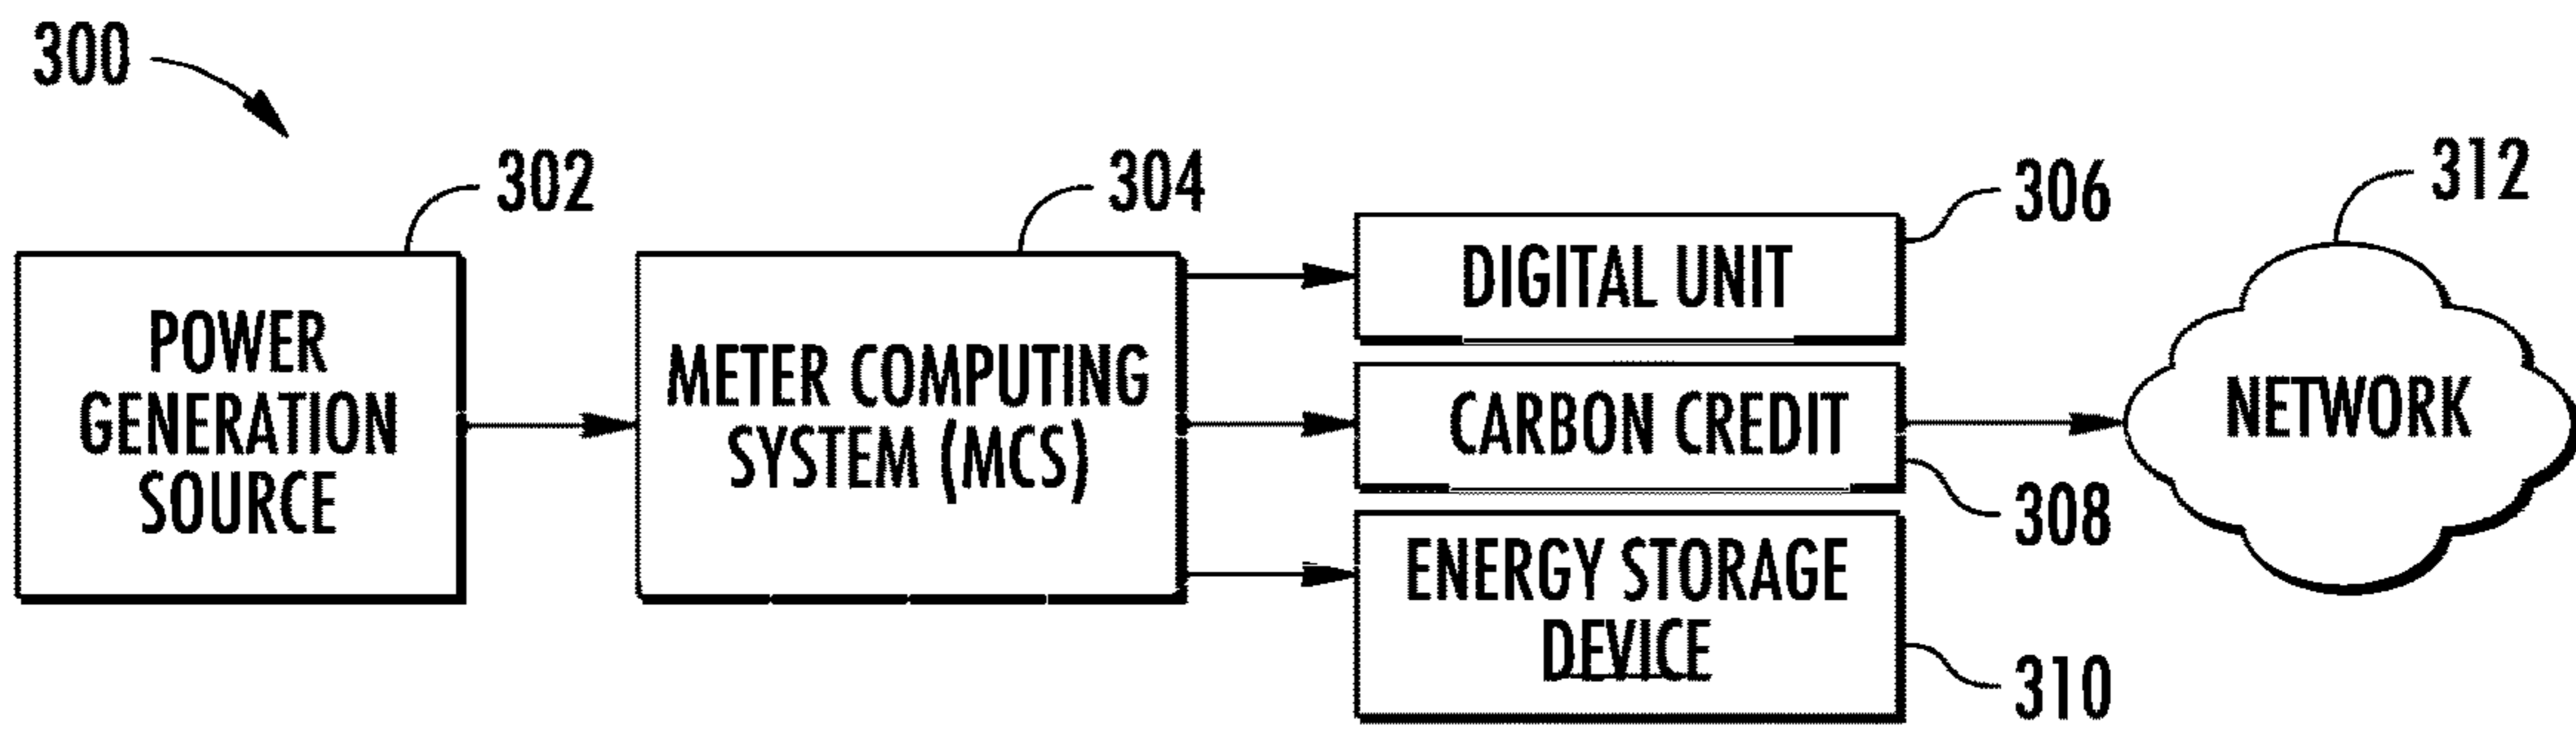 300
302
304
306
312
POWER
GENERATION
SOURCE
METER COMPUTING
SYSTEM (MCS)
DIGITAL UNIT
CARBON CREDIT
NETWORK
308
ENERGY STORAGE
DEVICE
310